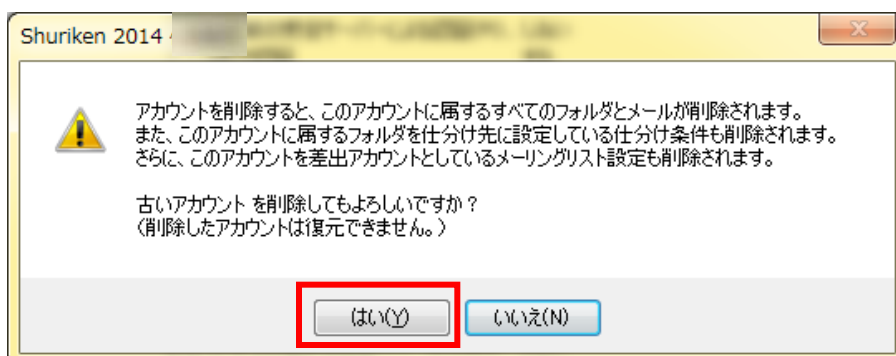 Shuriken 2014 -
アカウントを削除すると、このアカウントに属するすべてのフォルダとメールが削除されます。
また、このアカウントに属するフォルダを仕分け先に設定している仕分け条件も削除されます。
さらに、このアカウントを差出アカウントとしているメーリングリスト設定も削除されます。
古いアカウント を削除してもよろしいですか？
(削除したアカウントは復元できません。)
はい(Y)
いいえ(N)